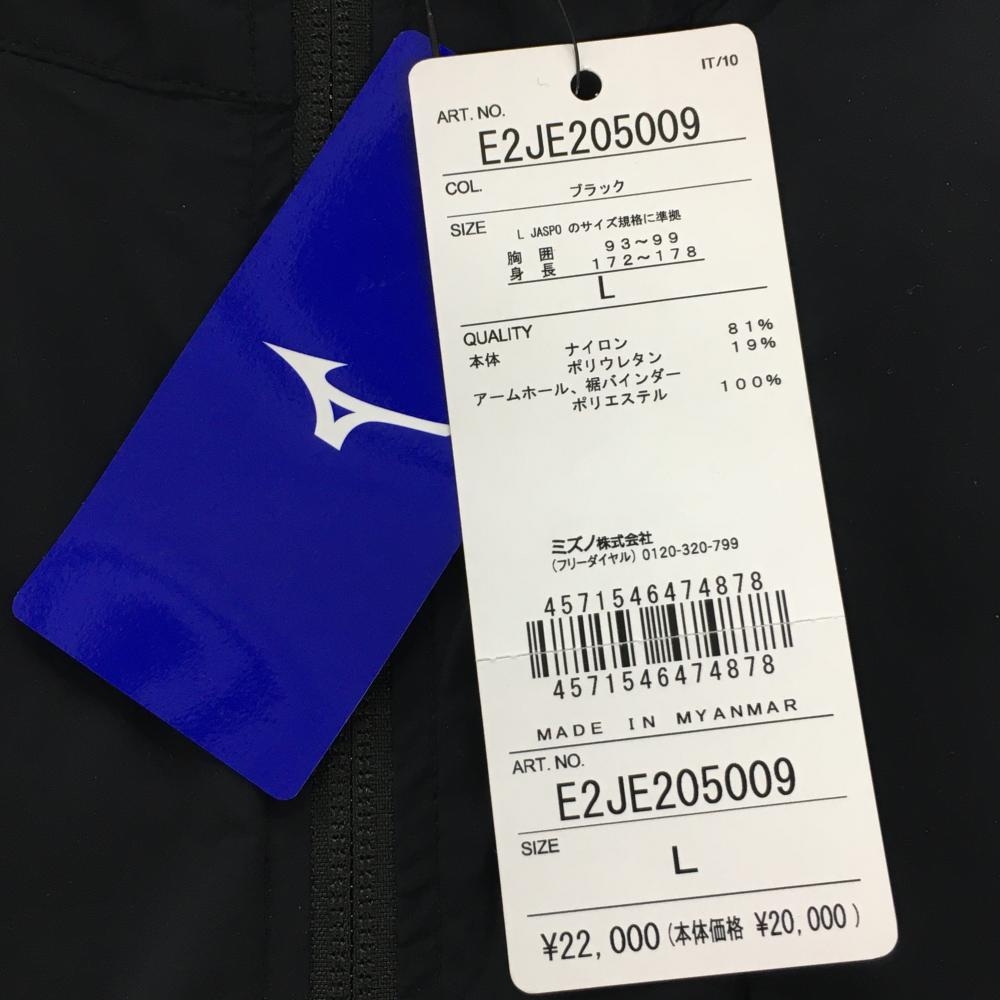 IT/10
ART. NO.
E2JE205009
COL.
ブラック
SIZE
L JASPO のサイズ規格に準拠
胸 囲 93～99
身 長 172～178
L
QUALITY
本体 ナイロン 81%
ポリウレタン 19%
アームホール、裾バインダー
ポリエステル 100%
ミズノ株式会社
(フリーダイヤル) 0120-320-799
4571546474878
4571546474878
MADE IN MYANMAR
ART. NO.
E2JE205009
SIZE
L
¥22,000 (本体価格 ¥20,000)